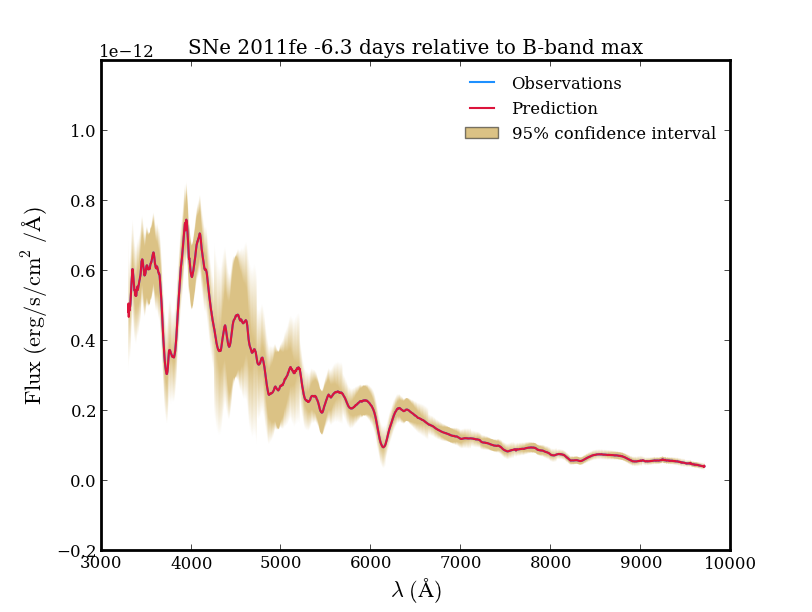 SNe 2011fe -6.3 days relative to B-band max
1e−12
Observations
Prediction
95% confidence interval
1.0
0.8
0.6
0.4
0.2
0.0
−0.2
Flux (erg/s/cm² /Å)
3000 4000 5000 6000 7000 8000 9000 10000
λ (Å)